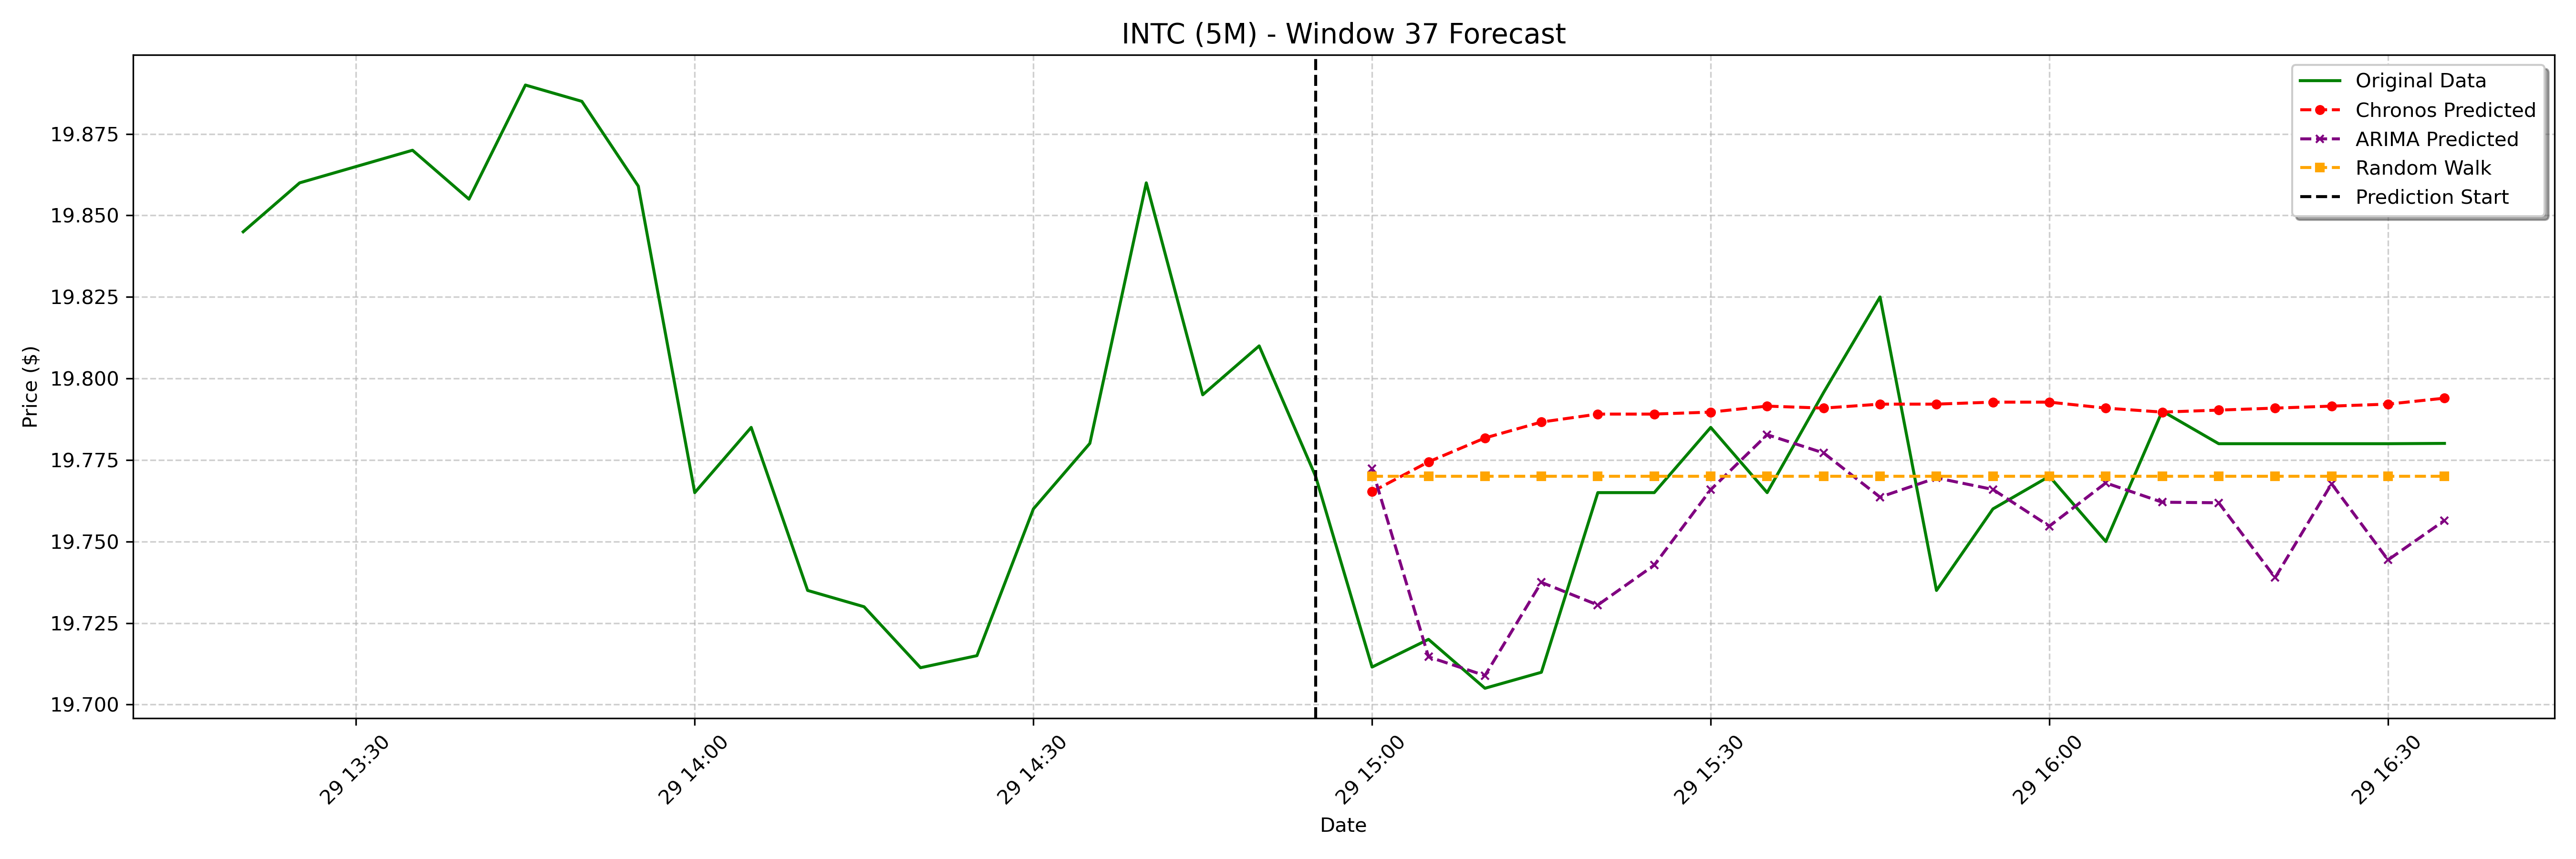 INTC (5M) - Window 37 Forecast
Original Data
Chronos Predicted
ARIMA Predicted
Random Walk
Prediction Start
Price ($)
19.875
19.850
19.825
19.800
19.775
19.750
19.725
19.700
29 13:30
29 14:00
29 14:30
29 15:00
29 15:30
29 16:00
29 16:30
Date